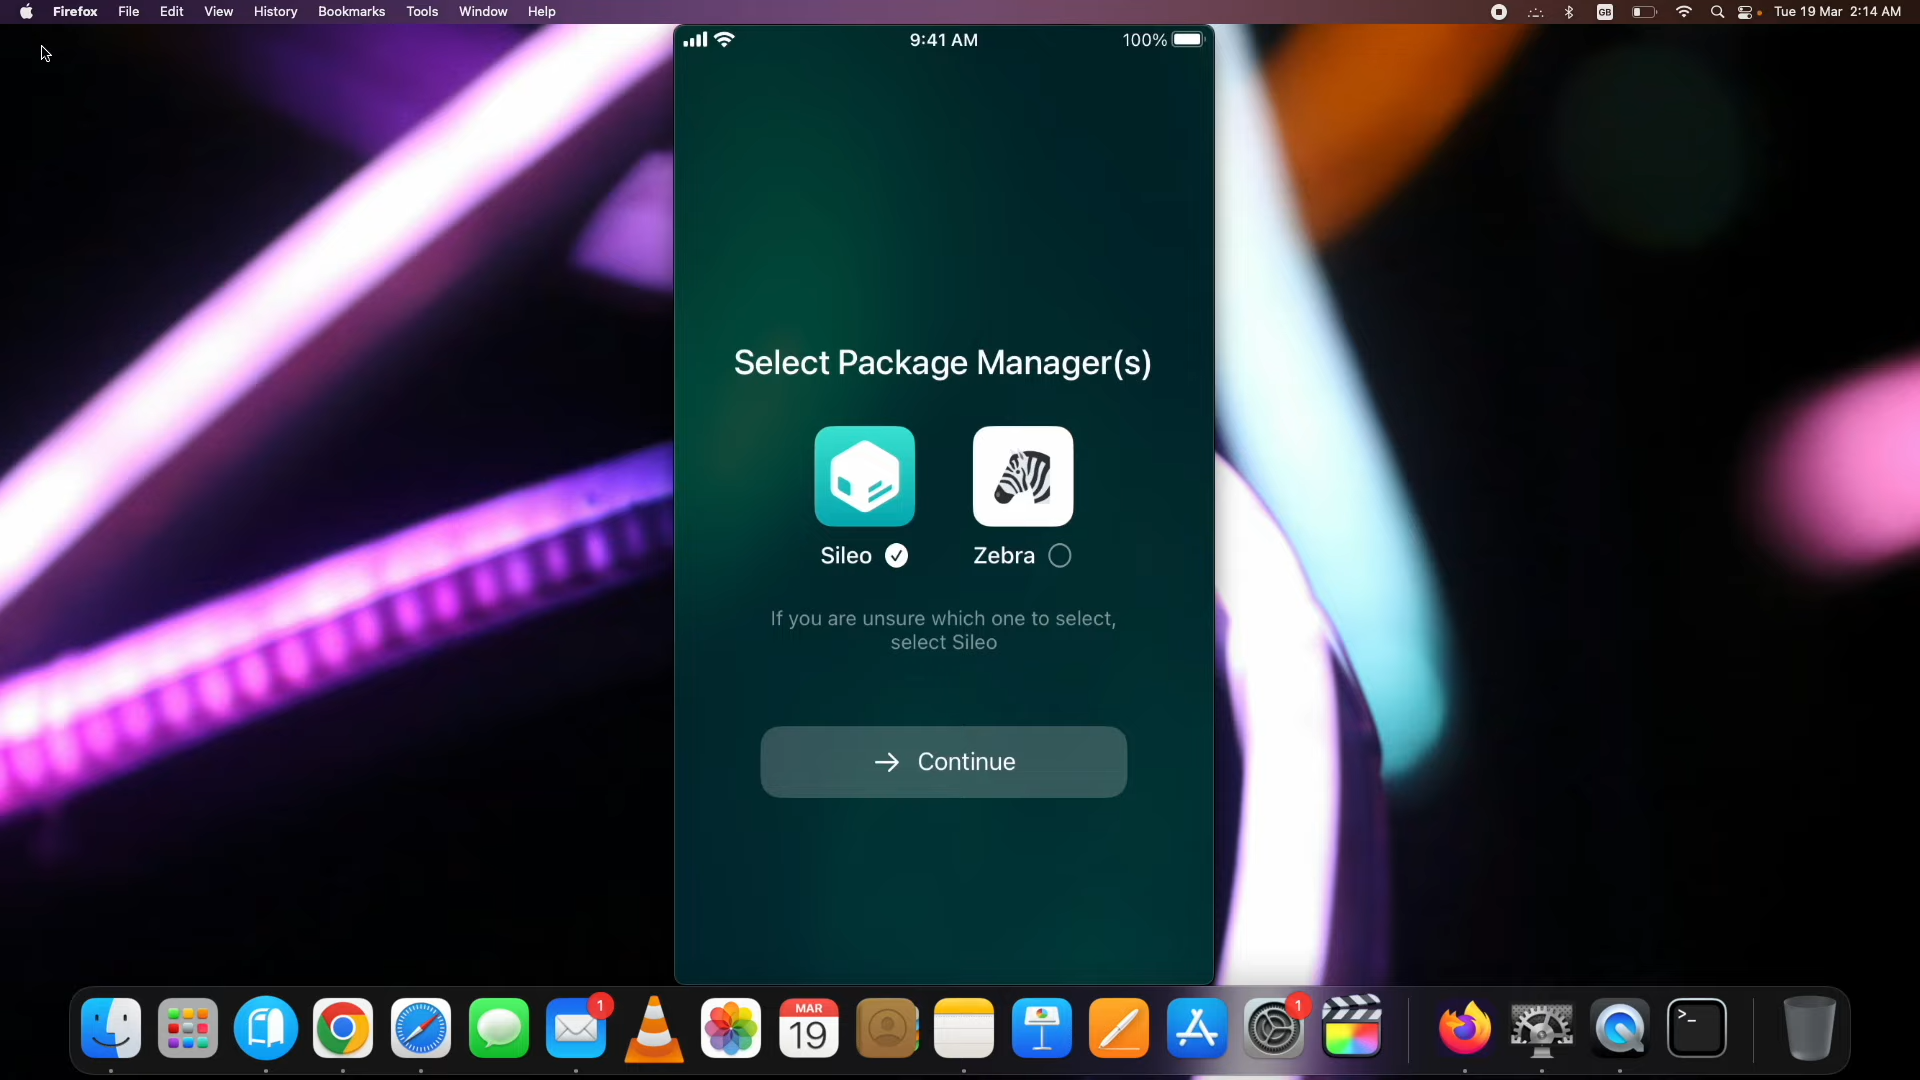 Firefox File Edit View History Bookmarks Tools Window Help GB Tue 19 Mar 2:14 AM
9:41 AM 100%
Select Package Manager(s)
Sileo Zebra
If you are unsure which one to select,
select Sileo
→ Continue
1 MAR 19 1 >_